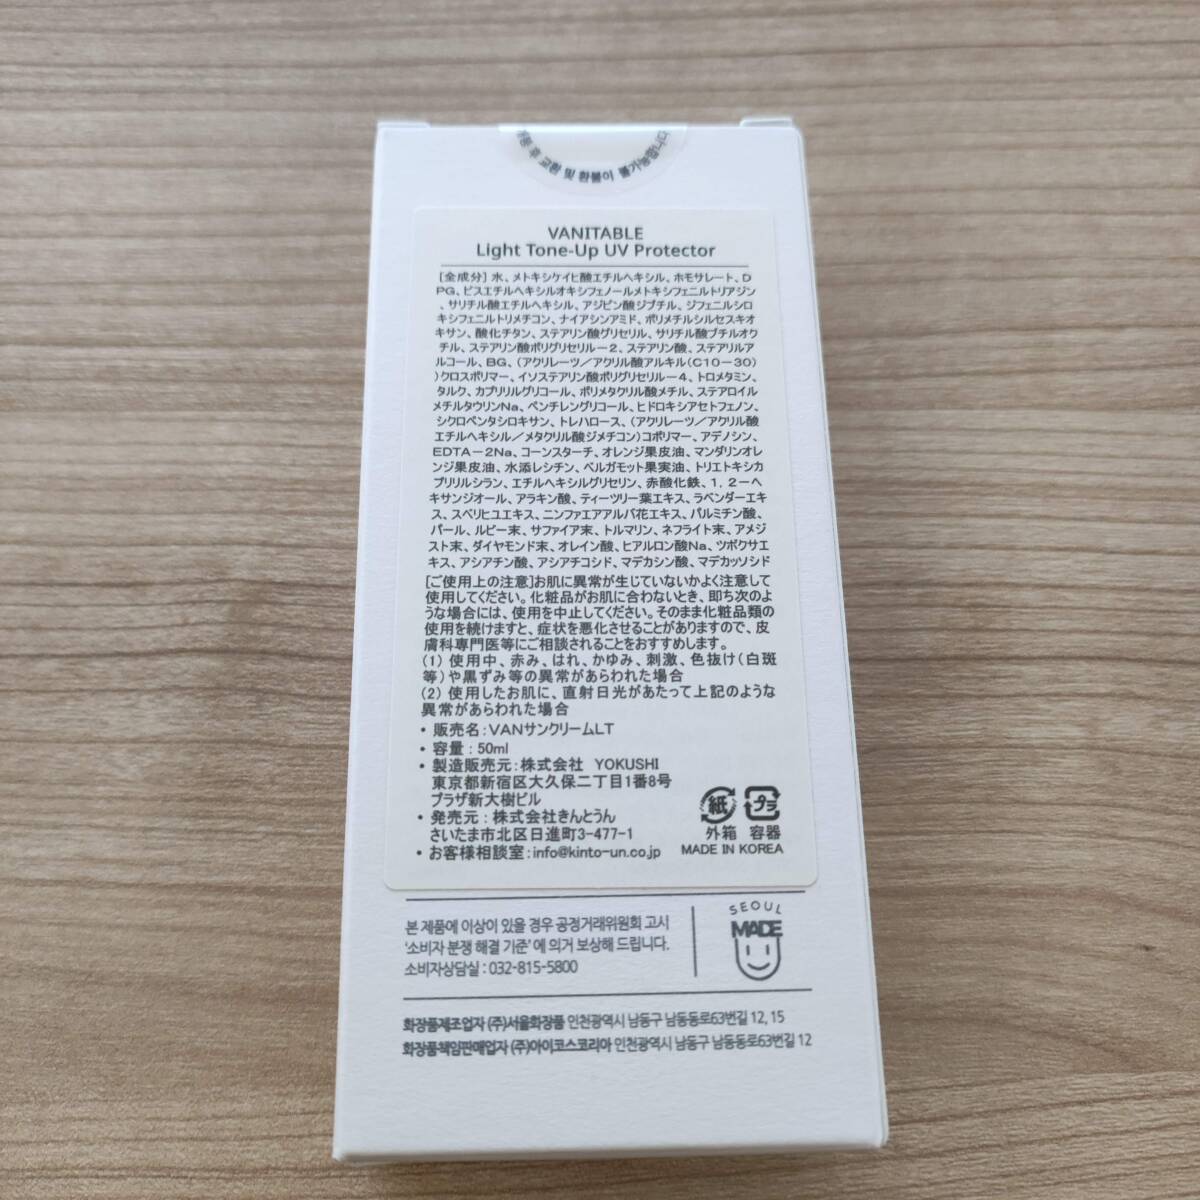 개봉 후 교환 및 환불이 불가능합니다
VANITABLE
Light Tone-Up UV Protector
[全成分] 水、メトキシケイヒ酸エチルヘキシル、ホモサレート、D
PG、ビスエチルヘキシルオキシフェノールメトキシフェニルトリアジン
、サリチル酸エチルヘキシル、アジピン酸ジブチル、ジフェニルシロ
キシフェニルトリメチコン、ナイアシンアミド、ポリメチルシルセスキオ
キサン、酸化チタン、ステアリン酸グリセリル、サリチル酸ブチルオク
チル、ステアリン酸ポリグリセリル－2、ステアリン酸、ステアリルア
ルコール、BG、(アクリレーツ／アクリル酸アルキル(C10－30)
)クロスポリマー、イソステアリン酸ポリグリセリル－4、トロメタミン、
タルク、カプリリルグリコール、ポリメタクリル酸メチル、ステアロイル
メチルタウリンNa、ペンチレングリコール、ヒドロキシアセトフェノン、
シクロペンタシロキサン、トレハロース、(アクリレーツ／アクリル酸
エチルヘキシル／メタクリル酸ジメチコン)コポリマー、アデノシン、
EDTA－2Na、コーンスターチ、オレンジ果皮油、マンダリンオレ
ンジ果皮油、水添レシチン、ベルガモット果実油、トリエトキシカ
プリリルシラン、エチルヘキシルグリセリン、赤酸化鉄、1，2－ヘ
キサンジオール、アラキン酸、ティーツリー葉エキス、ラベンダーエキ
ス、スベリヒユエキス、ニンファエアアルバ花エキス、パルミチン酸、
パール、ルビー末、サファイア末、トルマリン、ネフライト末、アメジ
スト末、ダイヤモンド末、オレイン酸、ヒアルロン酸Na、ツボクサエ
キス、アシアチン酸、アシアチコシド、マデカシン酸、マデカッソシド
[ご使用上の注意]お肌に異常が生じていないかよく注意して
使用してください。化粧品がお肌に合わないとき、即ち次のよ
うな場合には、使用を中止してください。そのまま化粧品類の
使用を続けますと、症状を悪化させることがありますので、皮
膚科専門医等にご相談されることをおすすめします。
(1) 使用中、赤み、はれ、かゆみ、刺激、色抜け(白斑
等)や黒ずみ等の異常があらわれた場合
(2) 使用したお肌に、直射日光があたって上記のような
異常があらわれた場合
・ 販売名：VANサンクリームLT
・ 容量：50ml
・ 製造販売元：株式会社 YOKUSHI
東京都新宿区大久保二丁目1番8号
プラザ新大樹ビル
・ 発売元：株式会社きんとうん
さいたま市北区日進町3-477-1
・ お客様相談室：info@kinto-un.co.jp
紙 プラ
外箱 容器
MADE IN KOREA
본 제품에 이상이 있을 경우 공정거래위원회 고시
'소비자 분쟁 해결 기준' 에 의거 보상해 드립니다.
소비자상담실 : 032-815-5800
SEOUL
MADE
화장품제조업자 (주)서울화장품 인천광역시 남동구 남동동로63번길 12, 15
화장품책임판매업자 (주)아이코스코리아 인천광역시 남동구 남동동로63번길 12